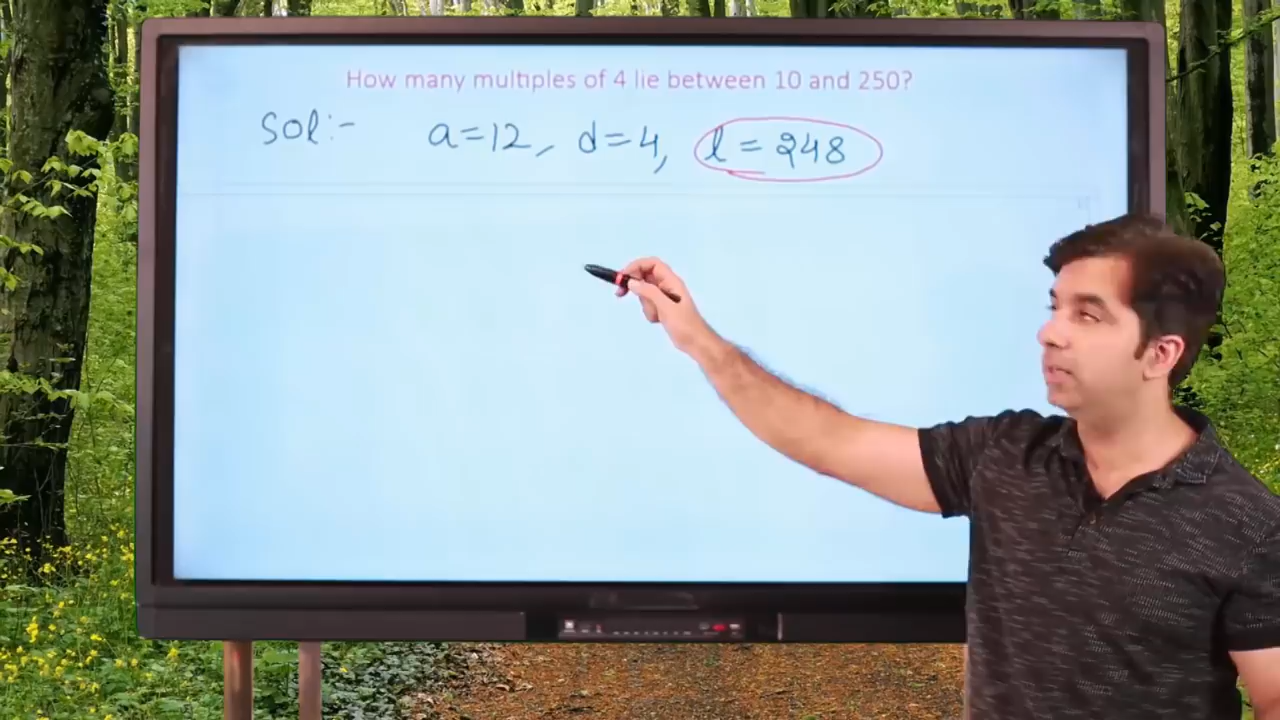 How many multiples of 4 lie between 10 and 250?
Sol:- a=12, d=4, l=248